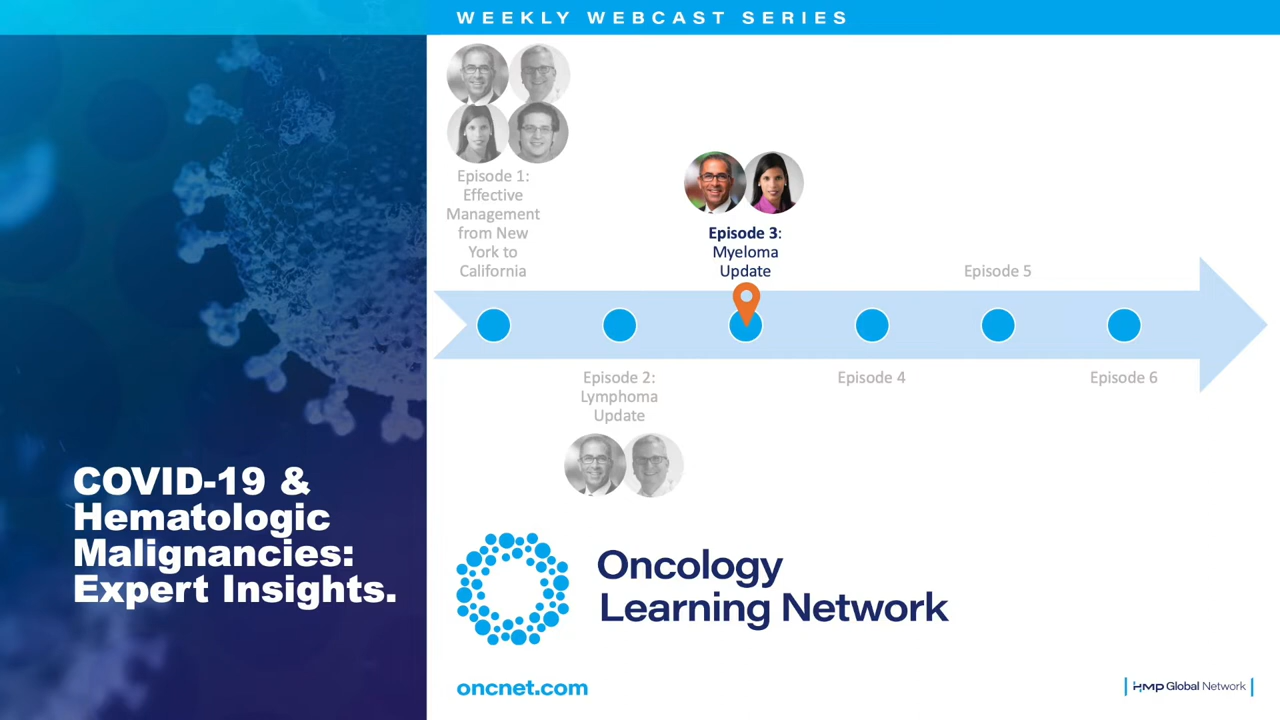 WEEKLY WEBCAST SERIES
Episode 1:
Effective
Management
from New
York to
California
Episode 3:
Myeloma
Update
Episode 5
Episode 2:
Lymphoma
Update
Episode 4
Episode 6
COVID-19 &
Hematologic
Malignancies:
Expert Insights.
Oncology
Learning Network
oncnet.com
HMP Global Network